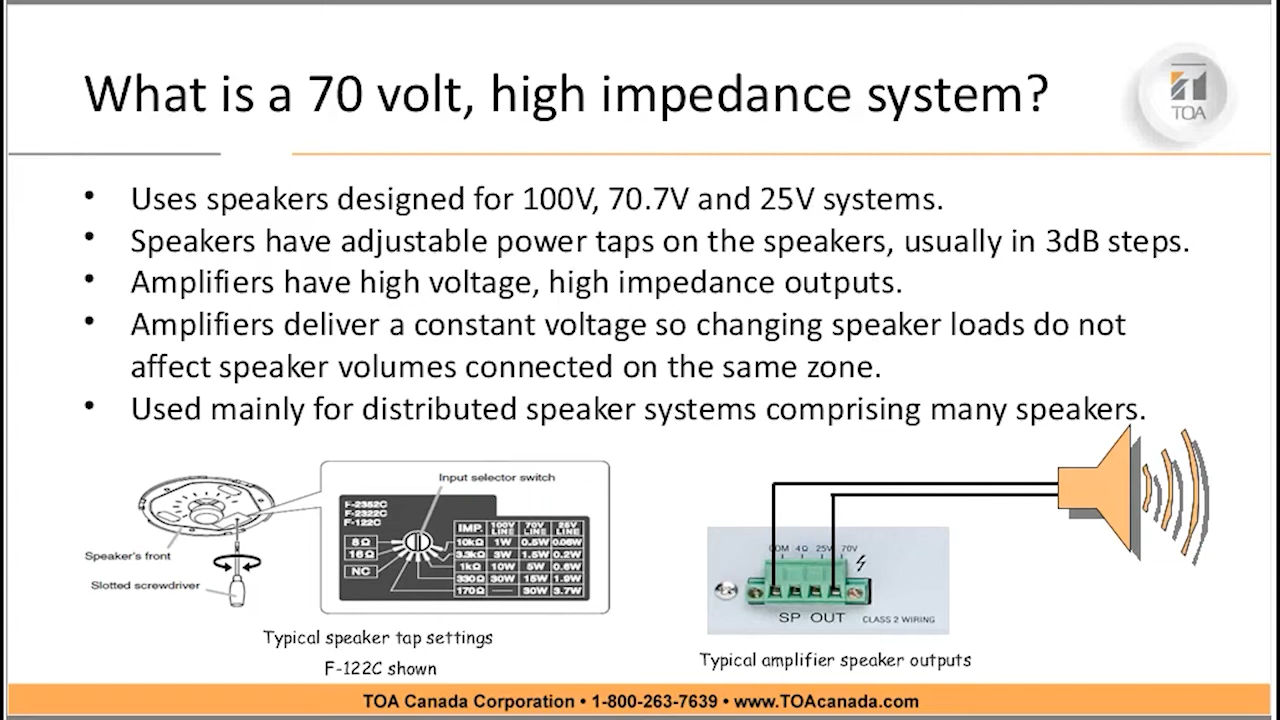 What is a 70 volt, high impedance system?
TOA
• Uses speakers designed for 100V, 70.7V and 25V systems.
• Speakers have adjustable power taps on the speakers, usually in 3dB steps.
• Amplifiers have high voltage, high impedance outputs.
• Amplifiers deliver a constant voltage so changing speaker loads do not
affect speaker volumes connected on the same zone.
• Used mainly for distributed speaker systems comprising many speakers.
Speaker's front
Slotted screwdriver
Input selector switch
F-2352C
F-2322C
F-122C
8Ω
16Ω
NC
IMP. 100V LINE 70V LINE 25V LINE
10kΩ 1W 0.5W 0.06W
3.3kΩ 3W 1.5W 0.2W
1kΩ 10W 5W 0.6W
330Ω 30W 15W 1.9W
170Ω —— 30W 3.7W
Typical speaker tap settings
F-122C shown
COM 4Ω 25V 70V
SP OUT CLASS 2 WIRING
Typical amplifier speaker outputs
TOA Canada Corporation • 1-800-263-7639 • www.TOAcanada.com